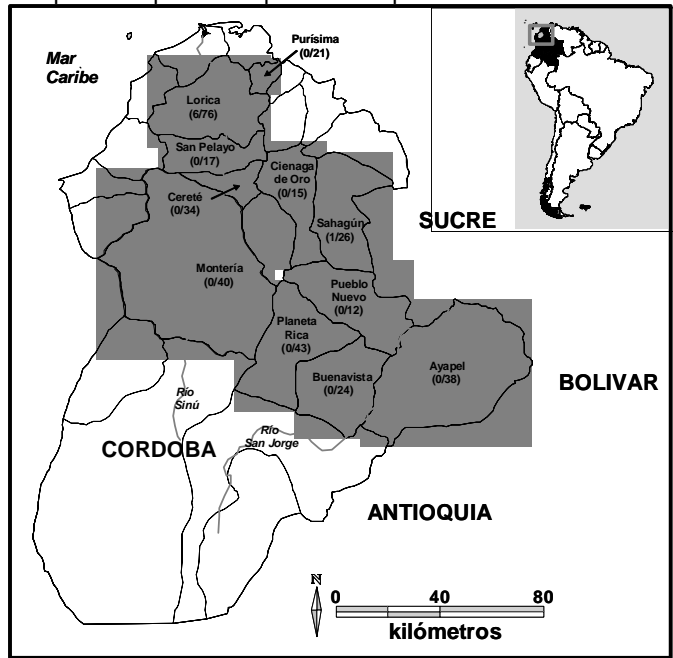 Mar
Caribe
Purísima
(0/21)
Lorica
(6/76)
San Pelayo
(0/17)
Cienaga
de Oro
(0/15)
Cereté
(0/34)
Sahagún
(1/26)
SUCRE
Montería
(0/40)
Pueblo
Nuevo
(0/12)
Planeta
Rica
(0/43)
Buenavista
(0/24)
Ayapel
(0/38)
BOLIVAR
Río
Sinú
Río
San Jorge
CORDOBA
ANTIOQUIA
N
0 40 80
kilómetros